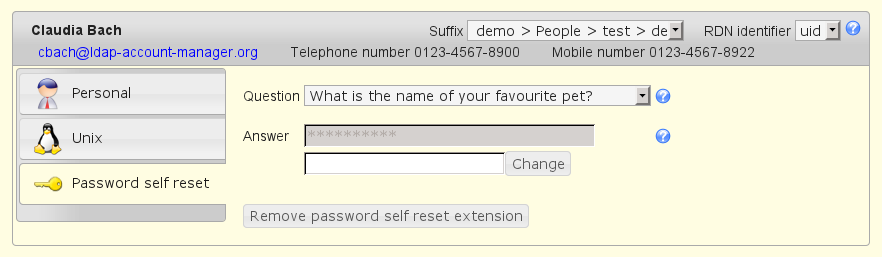 Claudia Bach Suffix demo > People > test > de RDN identifier uid
cbach@ldap-account-manager.org Telephone number 0123-4567-8900 Mobile number 0123-4567-8922
Personal
Unix
Password self reset
Question What is the name of your favourite pet?
Answer **********
Change
Remove password self reset extension